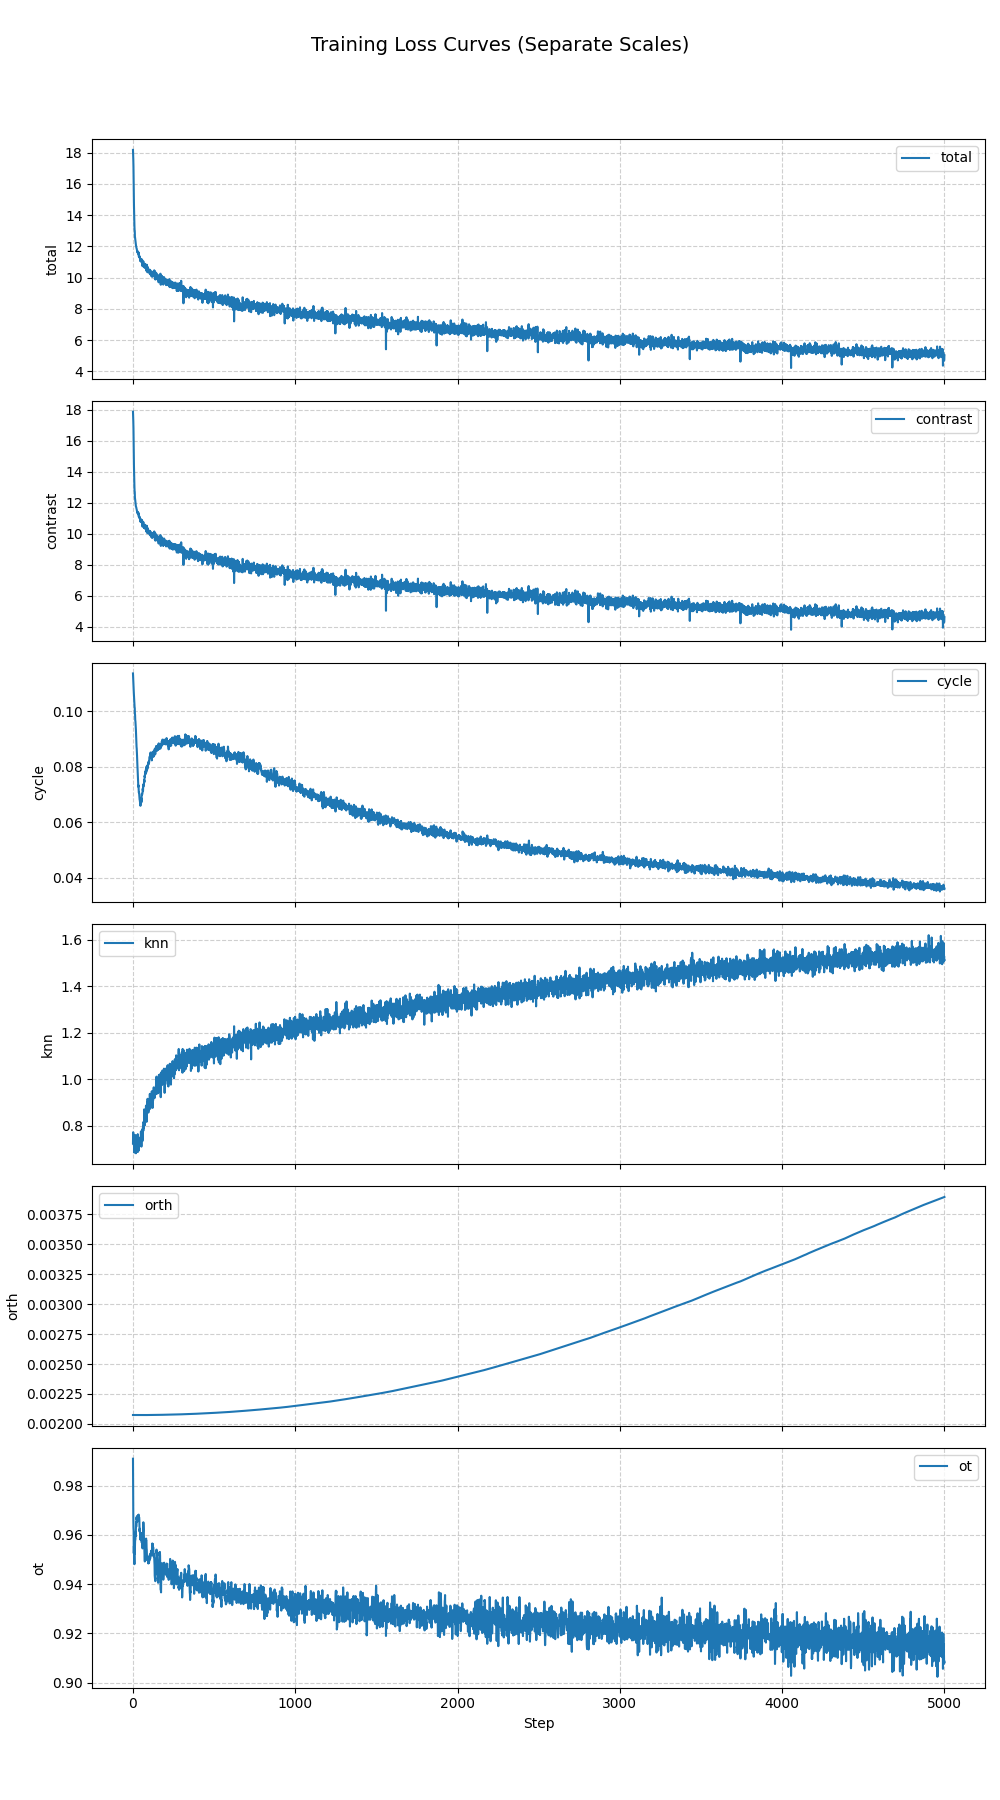 Training Loss Curves (Separate Scales)
total
18
16
14
12
10
8
6
4
total
contrast
18
16
14
12
10
8
6
4
contrast
cycle
0.10
0.08
0.06
0.04
cycle
knn
1.6
1.4
1.2
1.0
0.8
knn
orth
0.00375
0.00350
0.00325
0.00300
0.00275
0.00250
0.00225
0.00200
orth
ot
0.98
0.96
0.94
0.92
0.90
ot
0 1000 2000 3000 4000 5000
Step